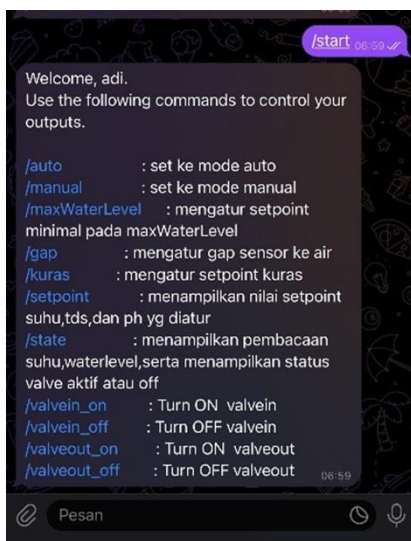 /start 06:59
Welcome, adi.
Use the following commands to control your
outputs.
/auto : set ke mode auto
/manual : set ke mode manual
/maxWaterLevel : mengatur setpoint
minimal pada maxWaterLevel
/gap : mengatur gap sensor ke air
/kuras : mengatur setpoint kuras
/setpoint : menampilkan nilai setpoint
suhu,tds,dan ph yg diatur
/state : menampilkan pembacaan
suhu,waterlevel,serta menampilkan status
valve aktif atau off
/valvein_on : Turn ON valvein
/valvein_off : Turn OFF valvein
/valveout_on : Turn ON valveout
/valveout_off : Turn OFF valveout
06:59
Pesan